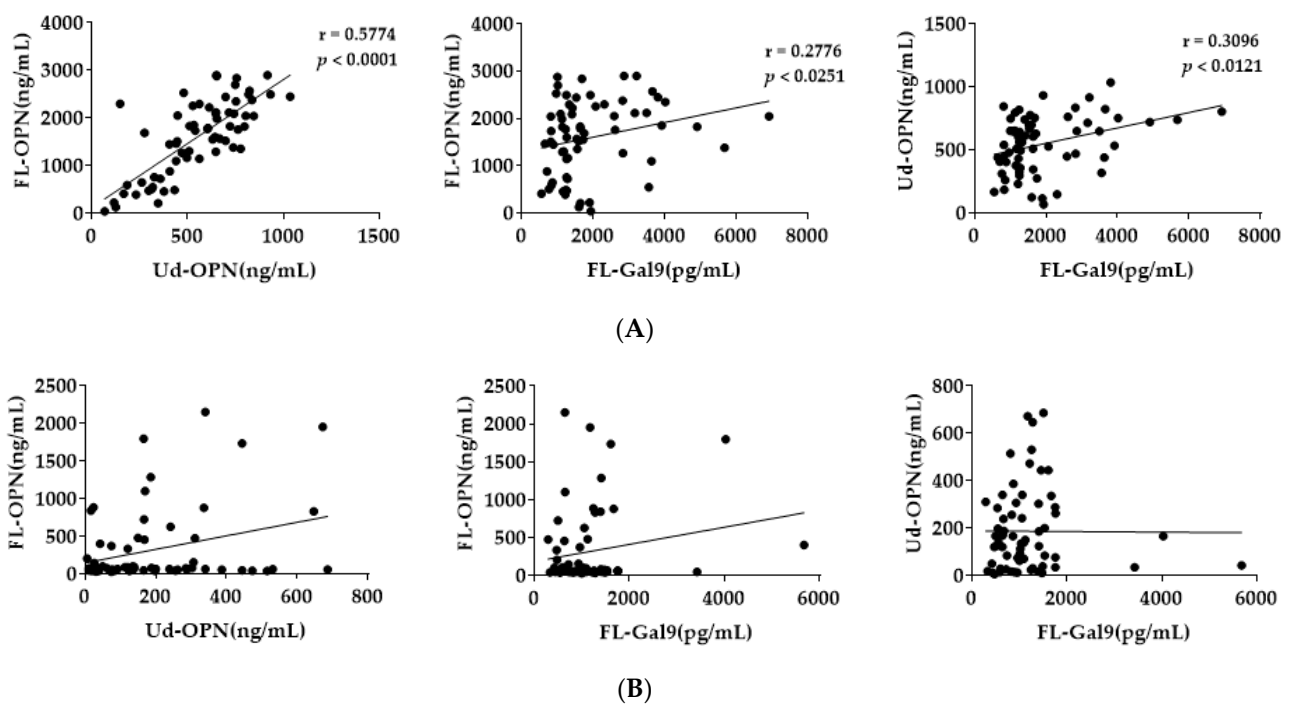 4000
3000
2000
1000
0
0 500 1000 1500
FL-OPN(ng/mL)
Ud-OPN(ng/mL)
r = 0.5774
p < 0.0001
4000
3000
2000
1000
0
0 2000 4000 6000 8000
FL-OPN(ng/mL)
FL-Gal9(pg/mL)
r = 0.2776
p < 0.0251
1500
1000
500
0
0 2000 4000 6000 8000
Ud-OPN(ng/mL)
FL-Gal9(pg/mL)
r = 0.3096
p < 0.0121
(A)
2500
2000
1500
1000
500
0
0 200 400 600 800
FL-OPN(ng/mL)
Ud-OPN(ng/mL)
2500
2000
1500
1000
500
0
0 2000 4000 6000
FL-OPN(ng/mL)
FL-Gal9(pg/mL)
800
600
400
200
0
0 2000 4000 6000
Ud-OPN(ng/mL)
FL-Gal9(pg/mL)
(B)